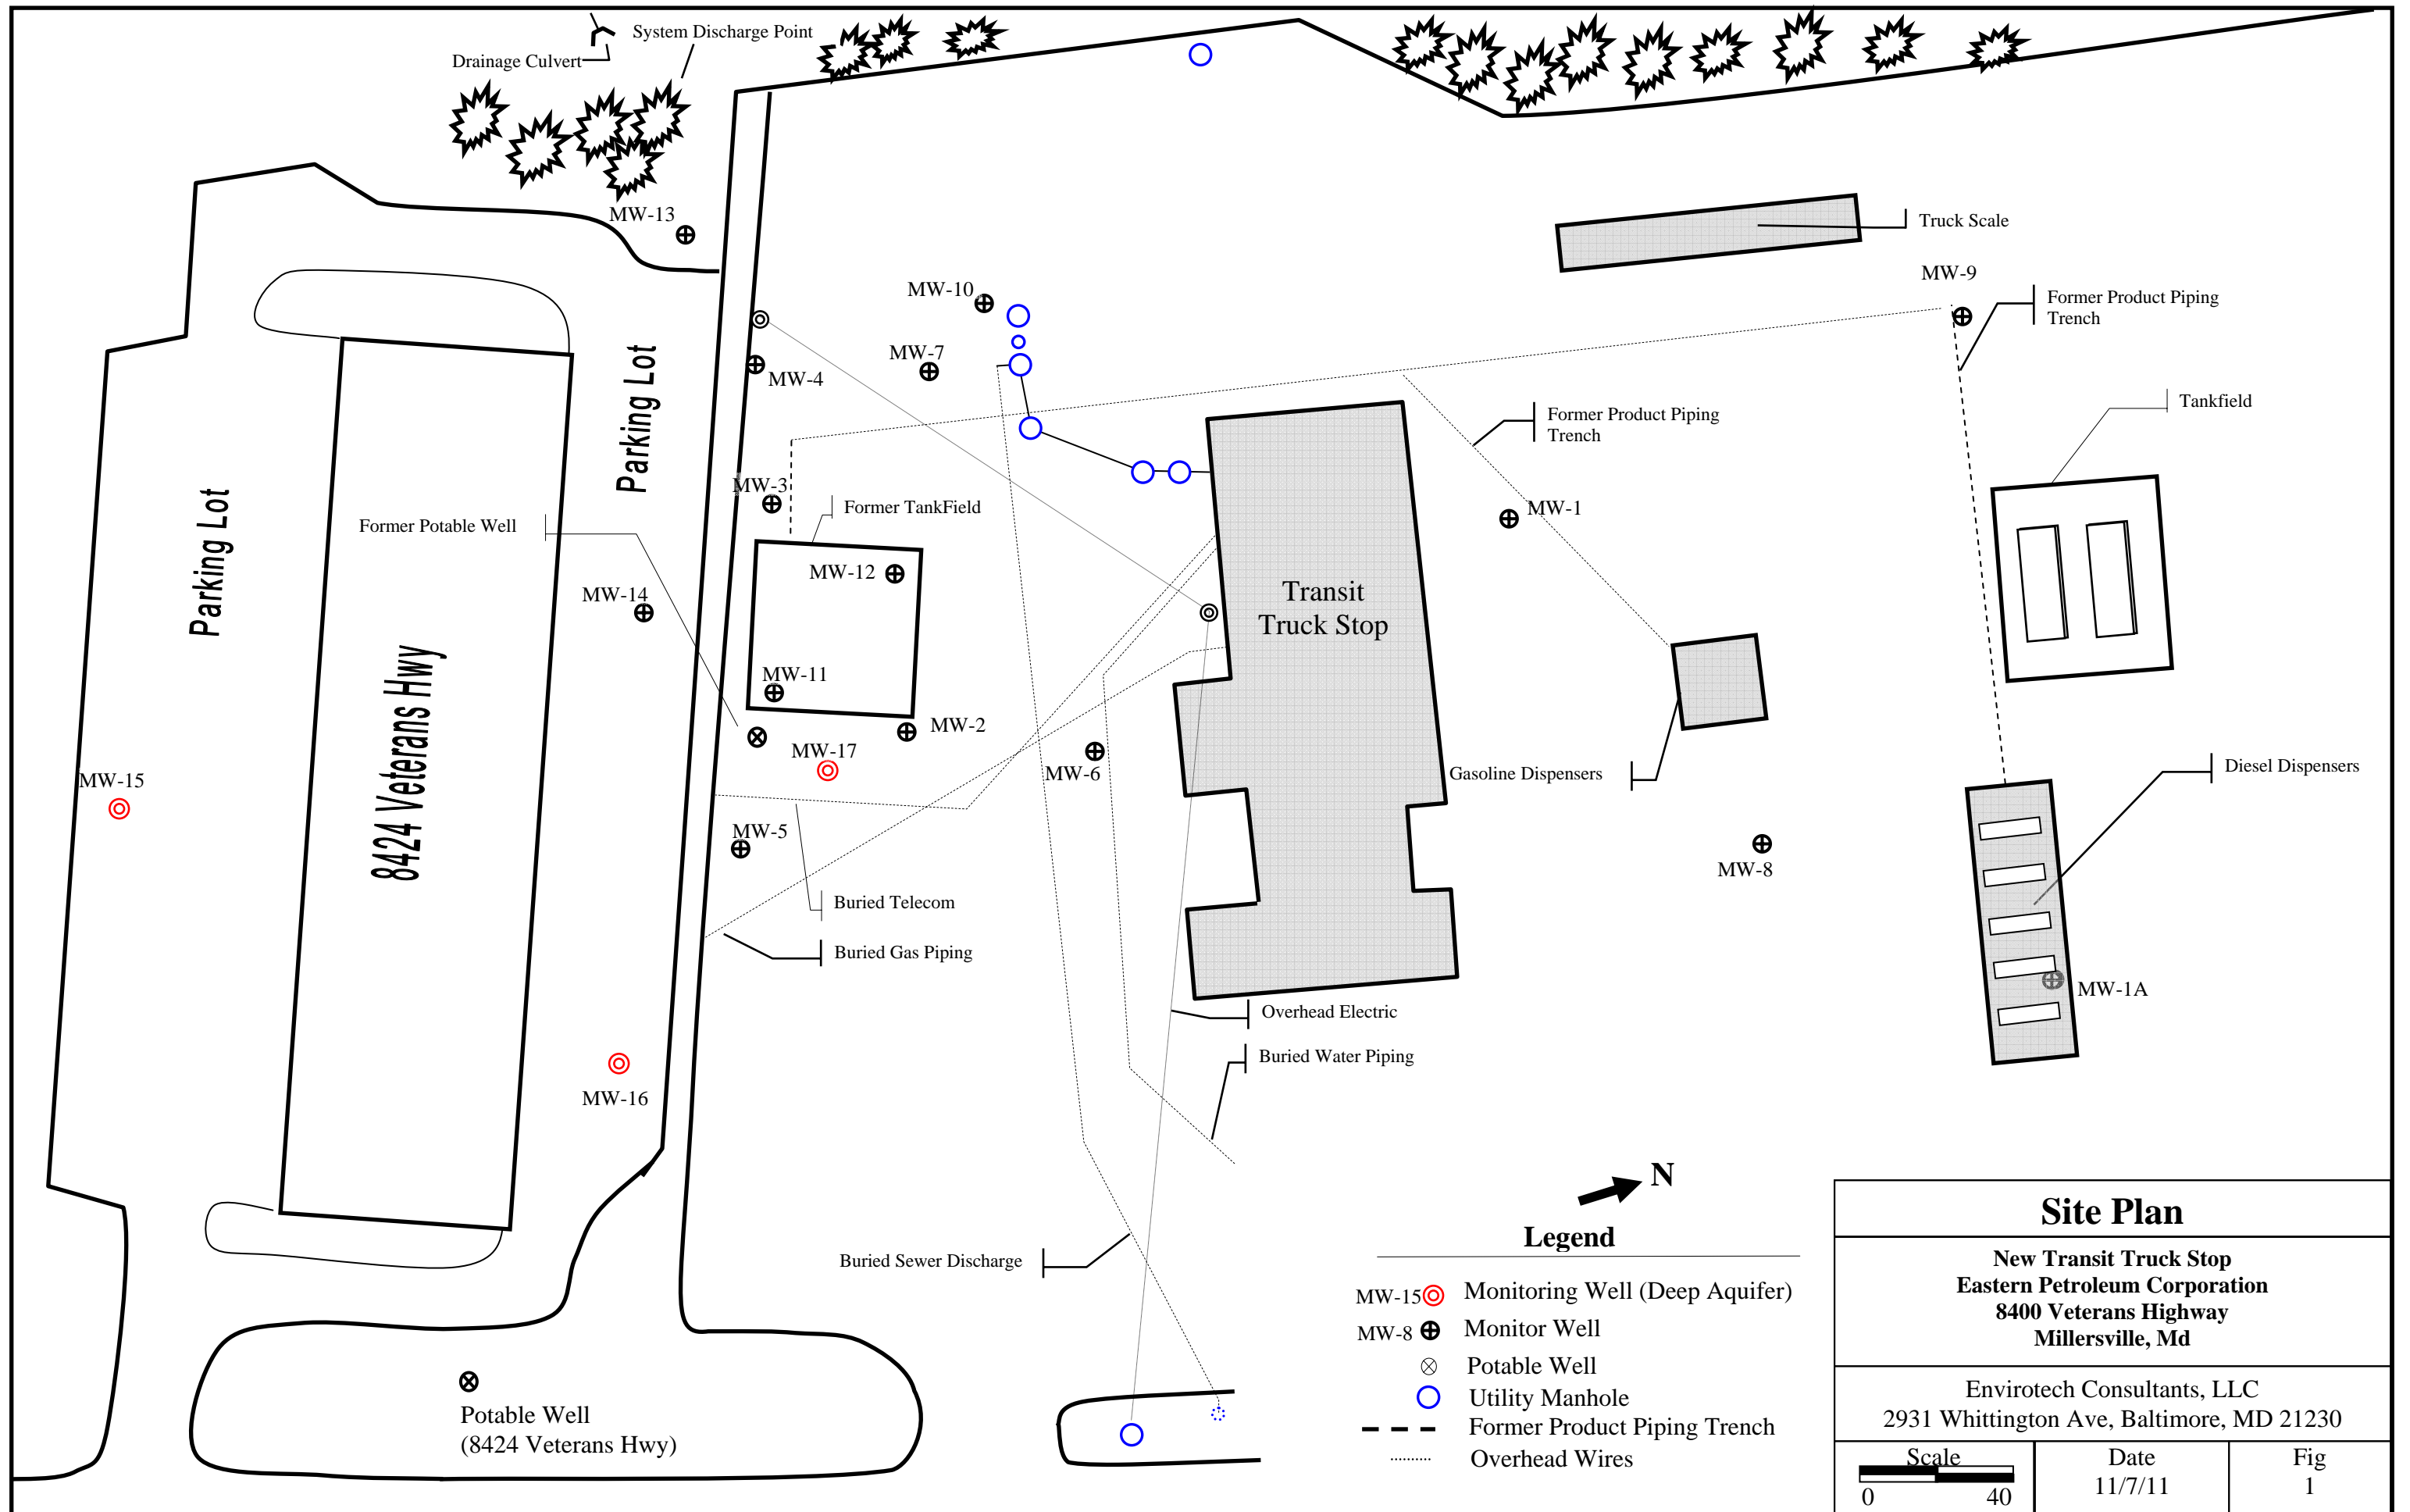 System Discharge Point
Drainage Culvert
MW-13
Truck Scale
MW-9
MW-10
Former Product Piping
Trench
MW-7
MW-4
Parking Lot
Tankfield
Former Product Piping
Trench
MW-3
Former TankField
MW-1
Former Potable Well
Parking Lot
MW-12
Transit
Truck Stop
MW-14
MW-11
MW-2
MW-17
MW-6
Gasoline Dispensers
Diesel Dispensers
MW-15
8424 Veterans Hwy
MW-5
MW-8
Buried Telecom
Buried Gas Piping
MW-1A
Overhead Electric
Buried Water Piping
MW-16
N
Buried Sewer Discharge
Legend
MW-15 Monitoring Well (Deep Aquifer)
MW-8 Monitor Well
Potable Well
Utility Manhole
Former Product Piping Trench
Overhead Wires
Potable Well
(8424 Veterans Hwy)
Site Plan
New Transit Truck Stop
Eastern Petroleum Corporation
8400 Veterans Highway
Millersville, Md
Envirotech Consultants, LLC
2931 Whittington Ave, Baltimore, MD 21230
Scale
0 40
Date
11/7/11
Fig
1